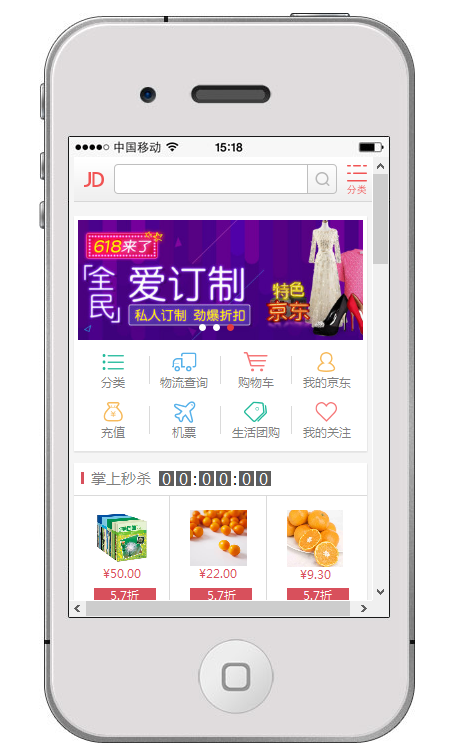 中国移动 15:18
JD
分类
618来了
全民
爱订制
私人订制 劲爆折扣
特色
京东
分类 物流查询 购物车 我的京东
充值 机票 生活团购 我的关注
掌上秒杀 00:00:00
¥50.00 ¥22.00 ¥9.30
5.7折 5.7折 5.7折